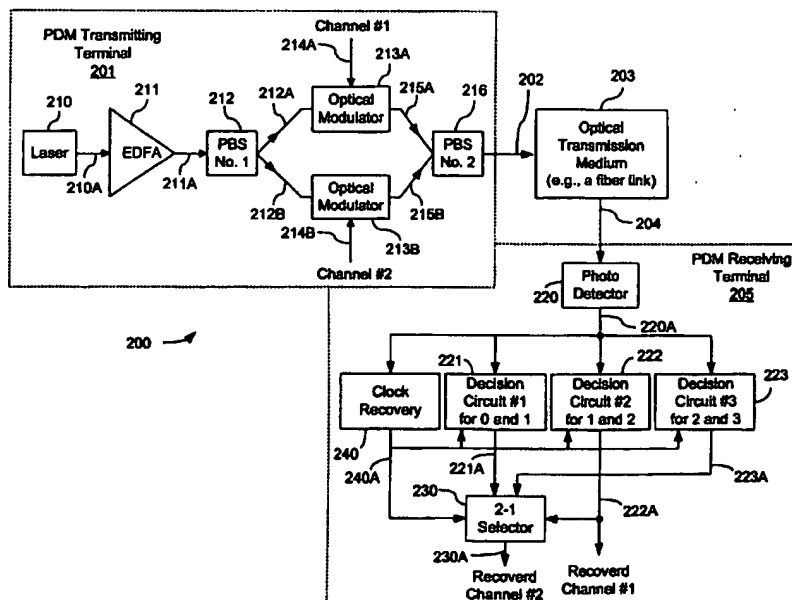 PDM Transmitting
Terminal
201
Channel #1
214A
213A
Optical
Modulator
210
Laser
210A
211
EDFA
211A
212
PBS
No. 1
212A
212B
215A
215B
216
PBS
No. 2
Optical
Modulator
214B
213B
Channel #2
202
203
Optical
Transmission
Medium
(e.g., a fiber link)
204
PDM Receiving
Terminal
205
Photo
Detector
220
220A
200
Clock
Recovery
240
240A
221
Decision
Circuit #1
for 0 and 1
221A
222
Decision
Circuit #2
for 1 and 2
222A
223
Decision
Circuit #3
for 2 and 3
223A
230
2-1
Selector
230A
Recoverd
Channel #2
Recoverd
Channel #1